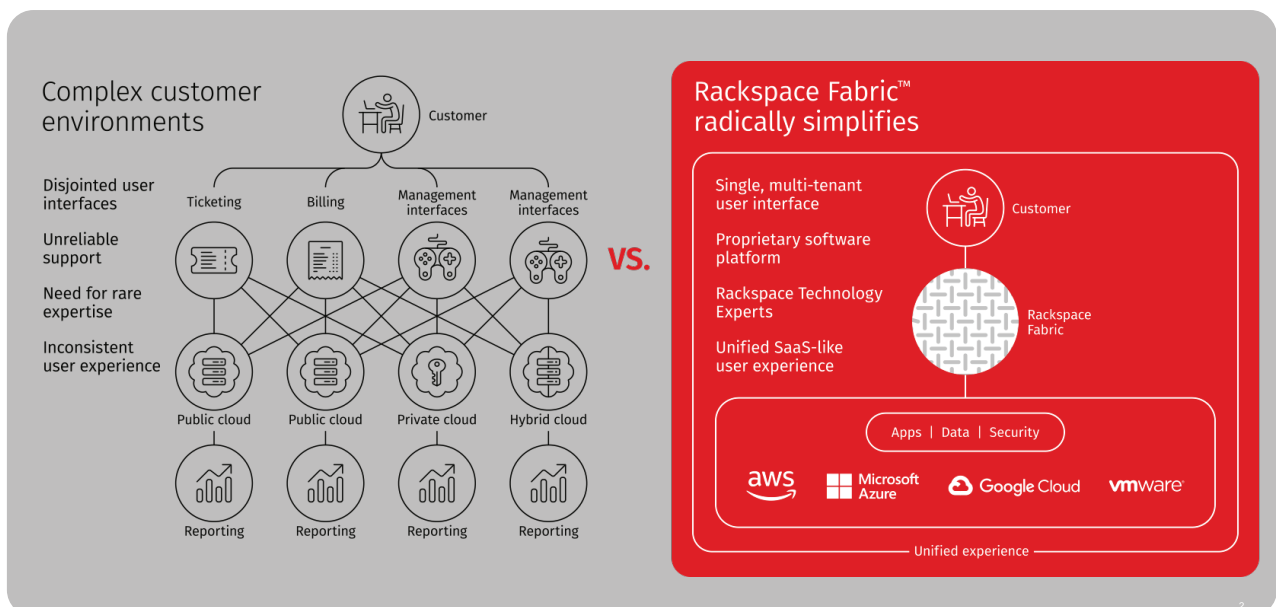 Complex customer
environments
Customer
Disjointed user
interfaces
Unreliable
support
Need for rare
expertise
Inconsistent
user experience
Ticketing
Billing
Management
interfaces
Management
interfaces
Public cloud
Public cloud
Private cloud
Hybrid cloud
Reporting
Reporting
Reporting
Reporting
VS.
Rackspace Fabric™
radically simplifies
Single, multi-tenant
user interface
Proprietary software
platform
Rackspace Technology
Experts
Unified SaaS-like
user experience
Customer
Rackspace
Fabric
Apps | Data | Security
aws
Microsoft
Azure
Google Cloud
vmware®
Unified experience
2